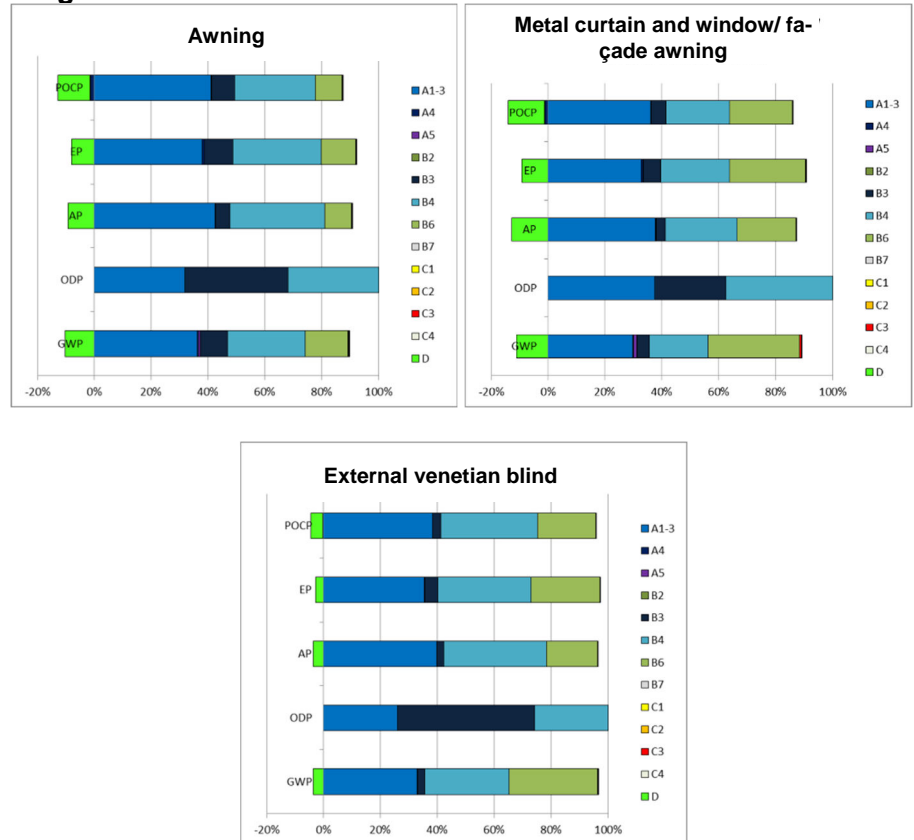 Awning
POCP
EP
AP
ODP
GWP
-20% 0% 20% 40% 60% 80% 100%
A1-3
A4
A5
B2
B3
B4
B6
B7
C1
C2
C3
C4
D
Metal curtain and window/ fa-
çade awning
POCP
EP
AP
ODP
GWP
-20% 0% 20% 40% 60% 80% 100%
A1-3
A4
A5
B2
B3
B4
B6
B7
C1
C2
C3
C4
D
External venetian blind
POCP
EP
AP
ODP
GWP
-20% 0% 20% 40% 60% 80% 100%
A1-3
A4
A5
B2
B3
B4
B6
B7
C1
C2
C3
C4
D